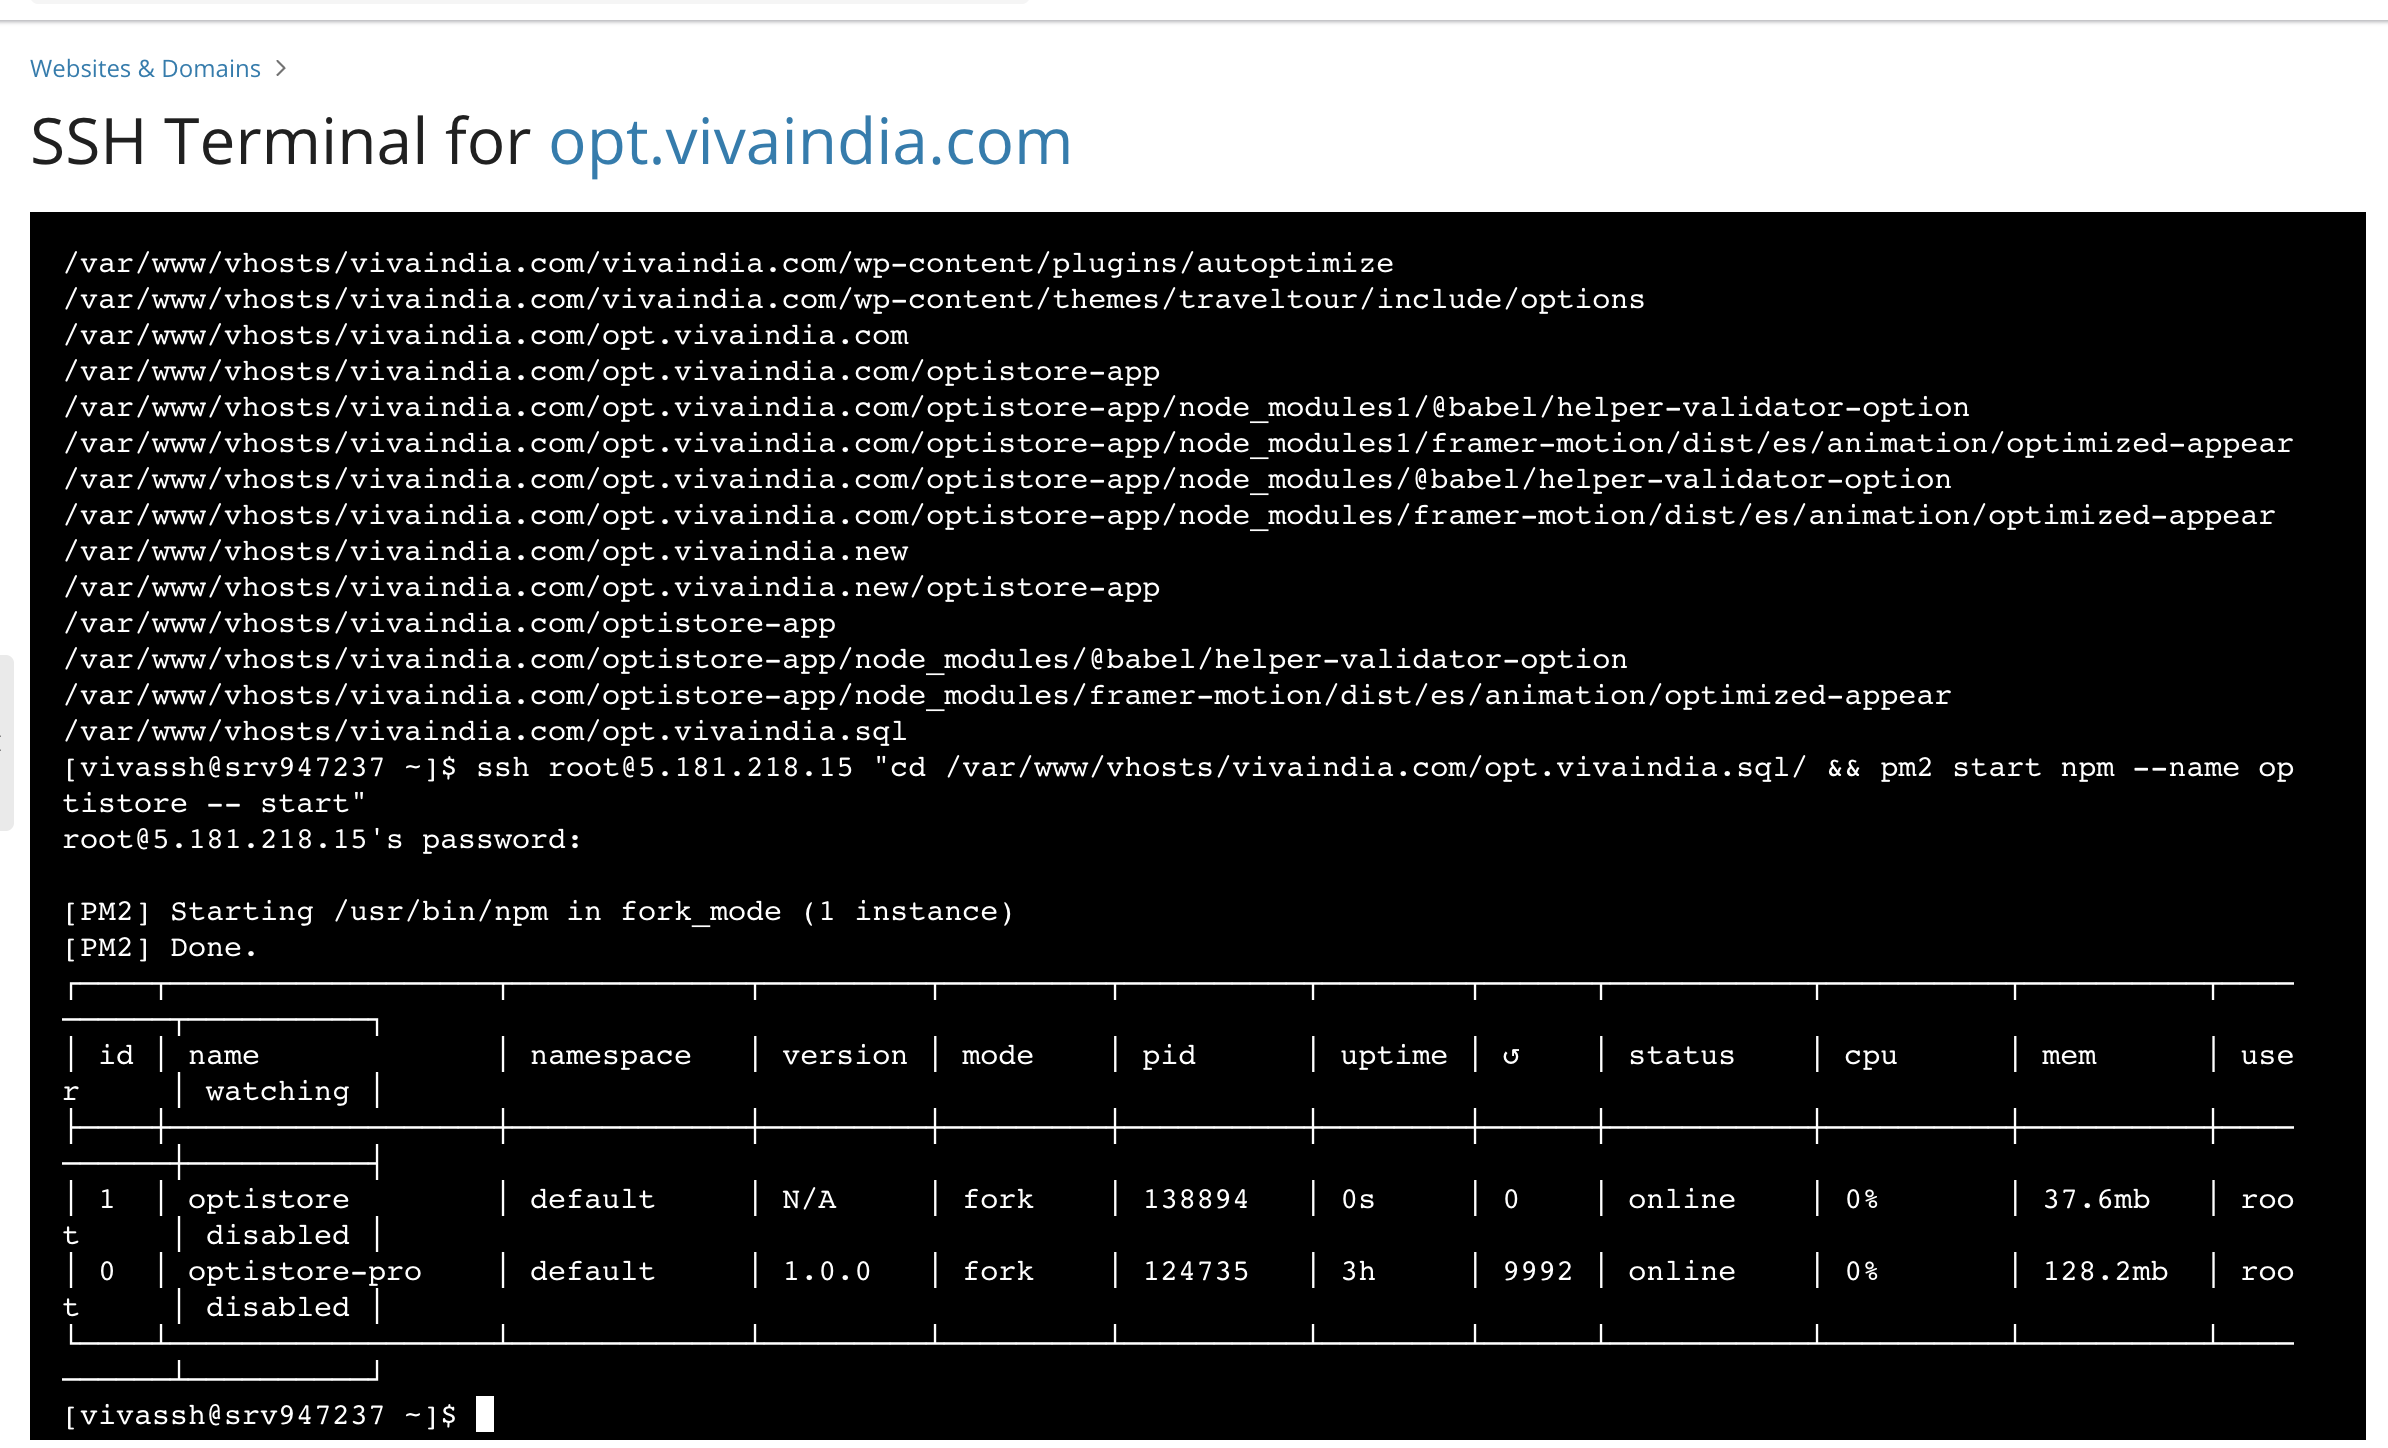 Websites & Domains >
SSH Terminal for opt.vivaindia.com
/var/www/vhosts/vivaindia.com/vivaindia.com/wp-content/plugins/autoptimize
/var/www/vhosts/vivaindia.com/vivaindia.com/wp-content/themes/traveltour/include/options
/var/www/vhosts/vivaindia.com/opt.vivaindia.com
/var/www/vhosts/vivaindia.com/opt.vivaindia.com/optistore-app
/var/www/vhosts/vivaindia.com/opt.vivaindia.com/optistore-app/node_modules1/@babel/helper-validator-option
/var/www/vhosts/vivaindia.com/opt.vivaindia.com/optistore-app/node_modules1/framer-motion/dist/es/animation/optimized-appear
/var/www/vhosts/vivaindia.com/opt.vivaindia.com/optistore-app/node_modules/@babel/helper-validator-option
/var/www/vhosts/vivaindia.com/opt.vivaindia.com/optistore-app/node_modules/framer-motion/dist/es/animation/optimized-appear
/var/www/vhosts/vivaindia.com/opt.vivaindia.new
/var/www/vhosts/vivaindia.com/opt.vivaindia.new/optistore-app
/var/www/vhosts/vivaindia.com/optistore-app
/var/www/vhosts/vivaindia.com/optistore-app/node_modules/@babel/helper-validator-option
/var/www/vhosts/vivaindia.com/optistore-app/node_modules/framer-motion/dist/es/animation/optimized-appear
/var/www/vhosts/vivaindia.com/opt.vivaindia.sql
[vivassh@srv947237 ~]$ ssh root@5.181.218.15 "cd /var/www/vhosts/vivaindia.com/opt.vivaindia.sql/ && pm2 start npm --name op
tistore -- start"
root@5.181.218.15's password:
[PM2] Starting /usr/bin/npm in fork_mode (1 instance)
[PM2] Done.
│ id │ name │ namespace │ version │ mode │ pid │ uptime │ ↺ │ status │ cpu │ mem │ use
r │ watching │
│ 1 │ optistore │ default │ N/A │ fork │ 138894 │ 0s │ 0 │ online │ 0% │ 37.6mb │ roo
t │ disabled │
│ 0 │ optistore-pro │ default │ 1.0.0 │ fork │ 124735 │ 3h │ 9992 │ online │ 0% │ 128.2mb │ roo
t │ disabled │
[vivassh@srv947237 ~]$